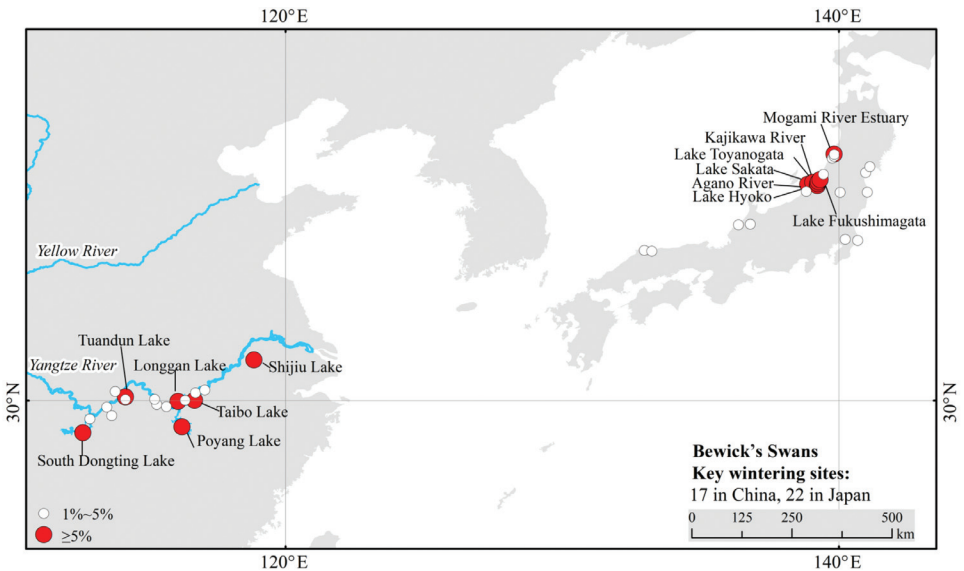 120°E
140°E
Mogami River Estuary
Kajikawa River
Lake Toyanogata
Lake Sakata
Agano River
Lake Hyoko
Lake Fukushimagata
Yellow River
Tuandun Lake
Yangtze River
Longgan Lake
Shijiu Lake
30°N
30°N
Taibo Lake
Poyang Lake
South Dongting Lake
Bewick's Swans
Key wintering sites:
17 in China, 22 in Japan
0 125 250 500
km
1%~5%
≥5%
120°E
140°E